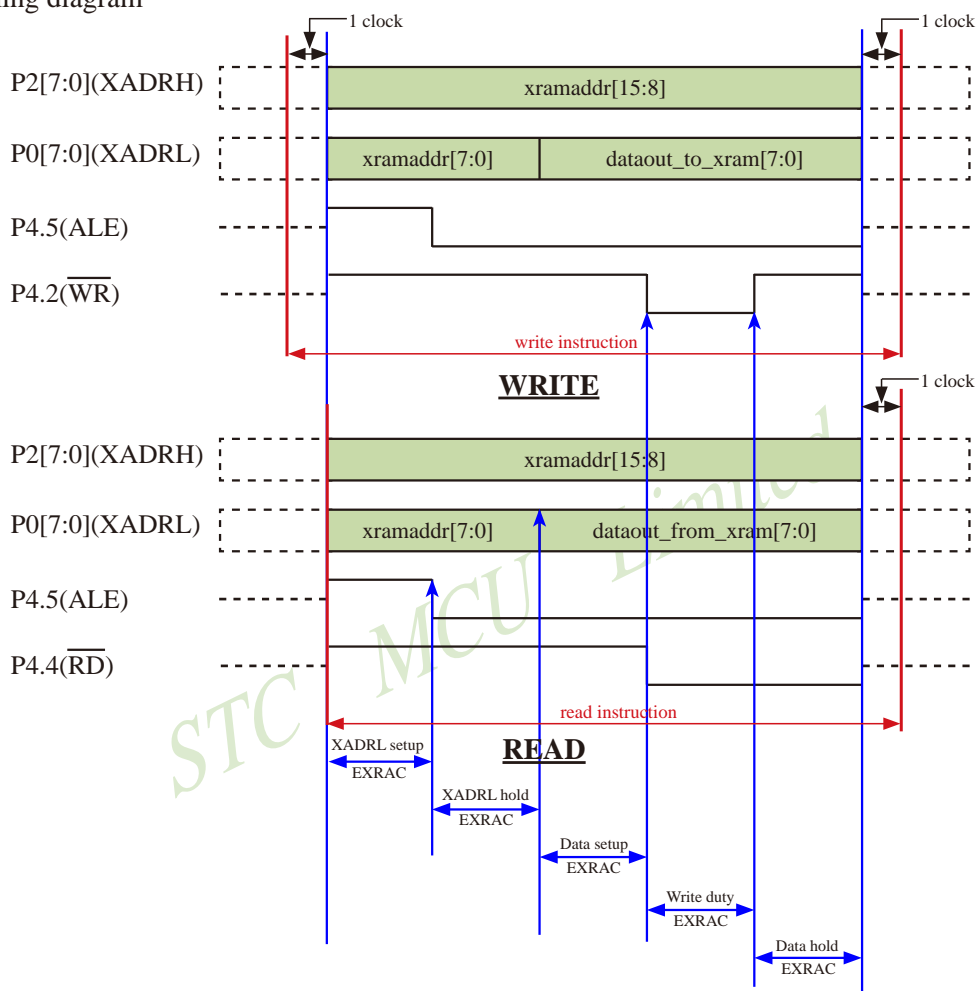 1 clock
1 clock
P2[7:0](XADRH)
xramaddr[15:8]
P0[7:0](XADRL)
xramaddr[7:0]
dataout_to_xram[7:0]
P4.5(ALE)
P4.2(WR)
write instruction
WRITE
1 clock
P2[7:0](XADRH)
xramaddr[15:8]
P0[7:0](XADRL)
xramaddr[7:0]
dataout_from_xram[7:0]
P4.5(ALE)
P4.4(RD)
read instruction
READ
STC MCU Limited
XADRL setup
EXRAC
XADRL hold
EXRAC
Data setup
EXRAC
Write duty
EXRAC
Data hold
EXRAC